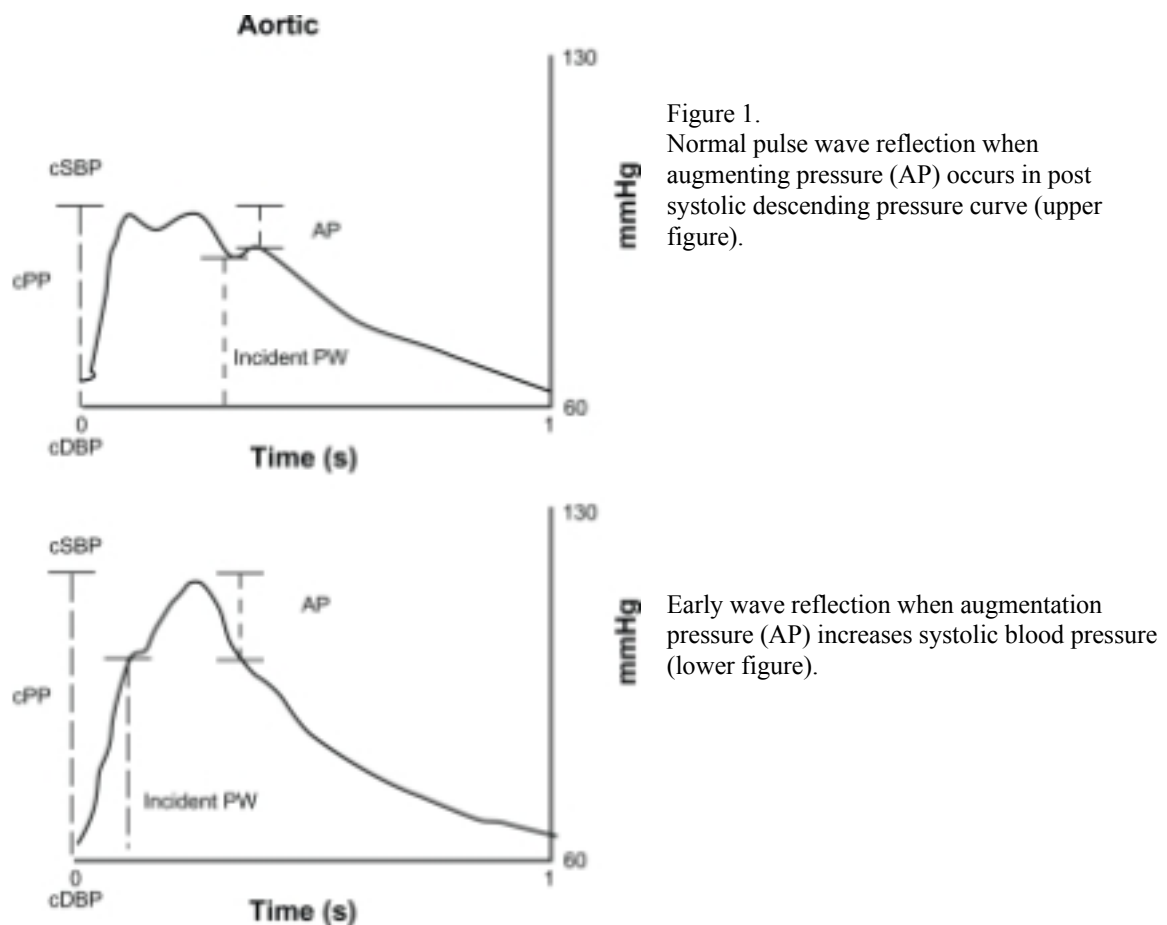 Aortic
130
cSBP
AP
mmHg
cPP
Incident PW
60
0
1
cDBP
Time (s)
Figure 1.
Normal pulse wave reflection when
augmenting pressure (AP) occurs in post
systolic descending pressure curve (upper
figure).
130
cSBP
AP
mmHg
cPP
Incident PW
60
0
1
cDBP
Time (s)
Early wave reflection when augmentation
pressure (AP) increases systolic blood pressure
(lower figure).